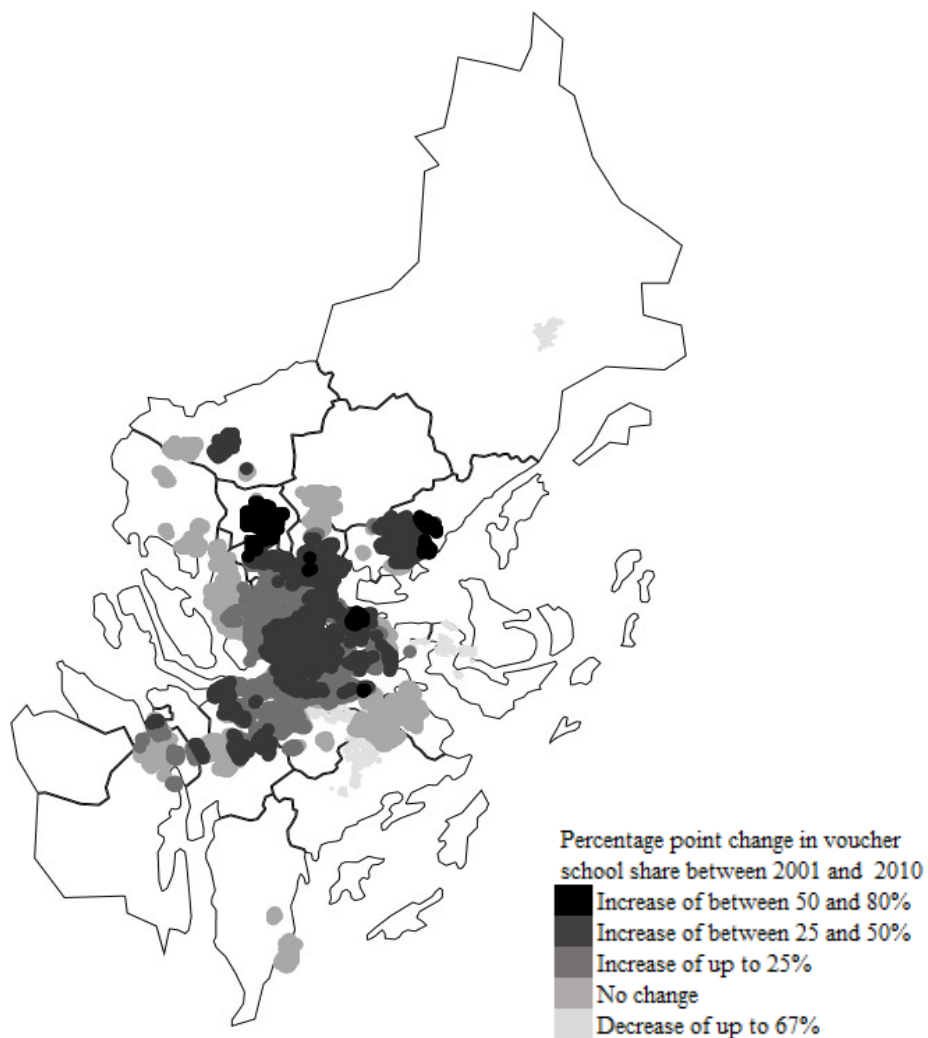 Percentage point change in voucher
school share between 2001 and 2010
Increase of between 50 and 80%
Increase of between 25 and 50%
Increase of up to 25%
No change
Decrease of up to 67%